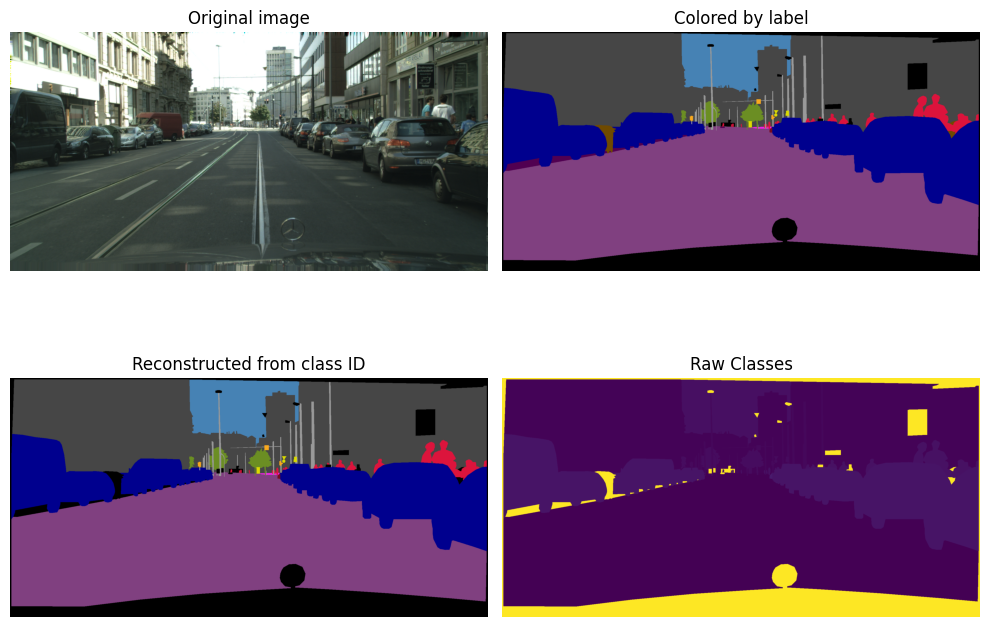 Original image
Colored by label
Reconstructed from class ID
Raw Classes